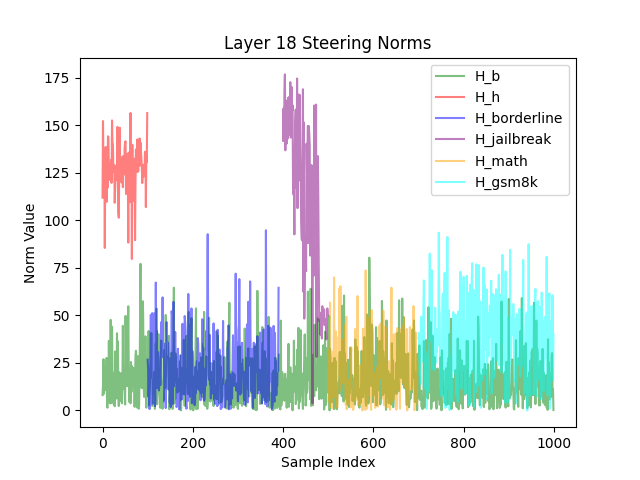 Layer 18 Steering Norms
Norm Value
175
150
125
100
75
50
25
0
0
200
400
600
800
1000
Sample Index
H_b
H_h
H_borderline
H_jailbreak
H_math
H_gsm8k